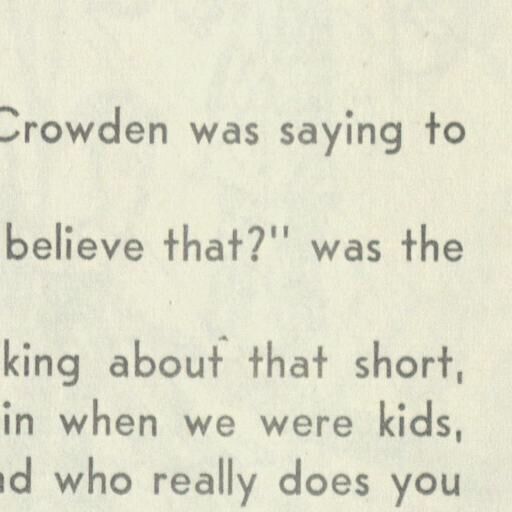 Crowden was saying to
believe that?" was the
king about that short,
in when we were kids,
d who really does you